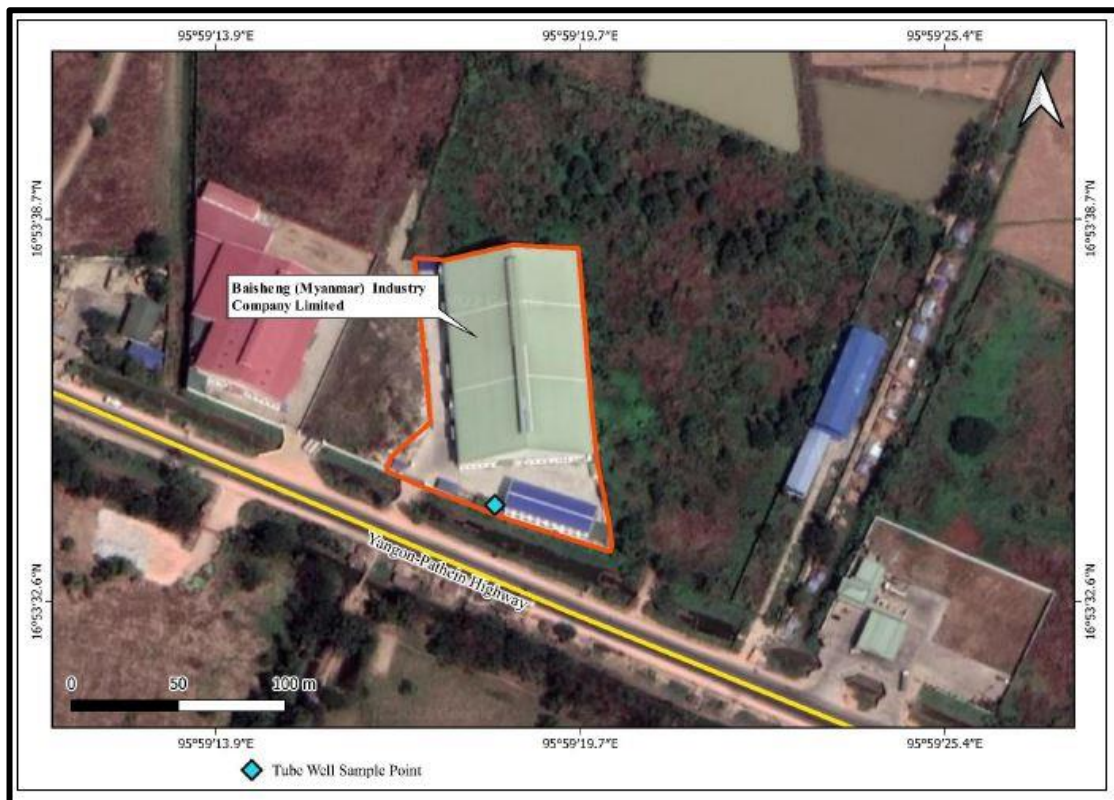 95°59'13.9"E 95°59'19.7"E 95°59'25.4"E
16°53'38.7"N 16°53'38.7"N
Baisheng (Myanmar) Industry
Company Limited
Yangon-Pathein Highway
16°53'32.6"N 16°53'32.6"N
0 50 100 m
95°59'13.9"E 95°59'19.7"E 95°59'25.4"E
Tube Well Sample Point